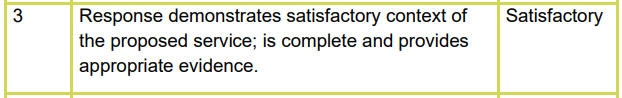 3 Response demonstrates satisfactory context of Satisfactory
the proposed service; is complete and provides
appropriate evidence.